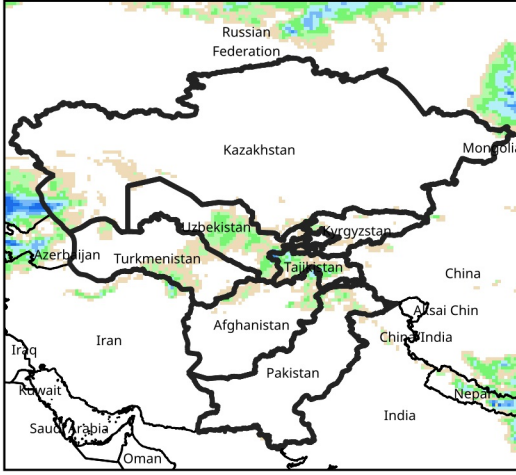 Russian
Federation
Kazakhstan
Mongolia
Uzbekistan
Kyrgyzstan
Azerbaijan
Turkmenistan
Tajikistan
China
Aksai Chin
Afghanistan
Iran
China/India
Iraq
Pakistan
Kuwait
Nepal
India
Saudi Arabia
Oman